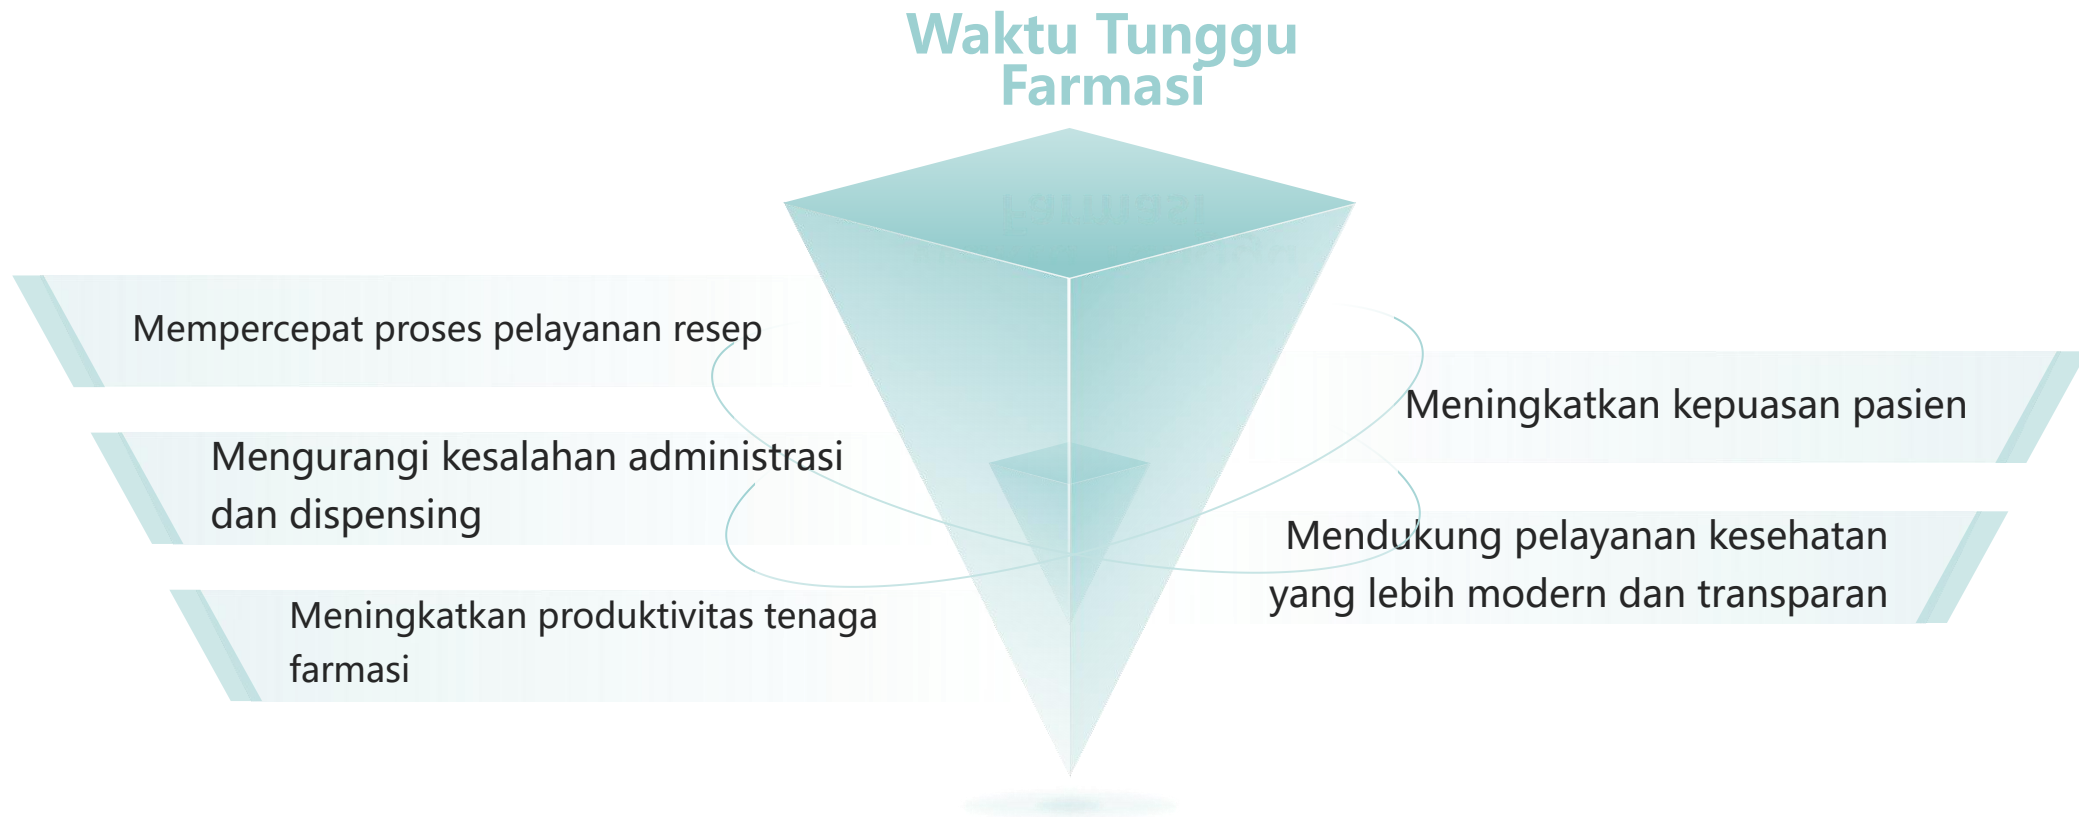 Waktu Tunggu
Farmasi
Mempercepat proses pelayanan resep
Mengurangi kesalahan administrasi
dan dispensing
Meningkatkan produktivitas tenaga
farmasi
Meningkatkan kepuasan pasien
Mendukung pelayanan kesehatan
yang lebih modern dan transparan